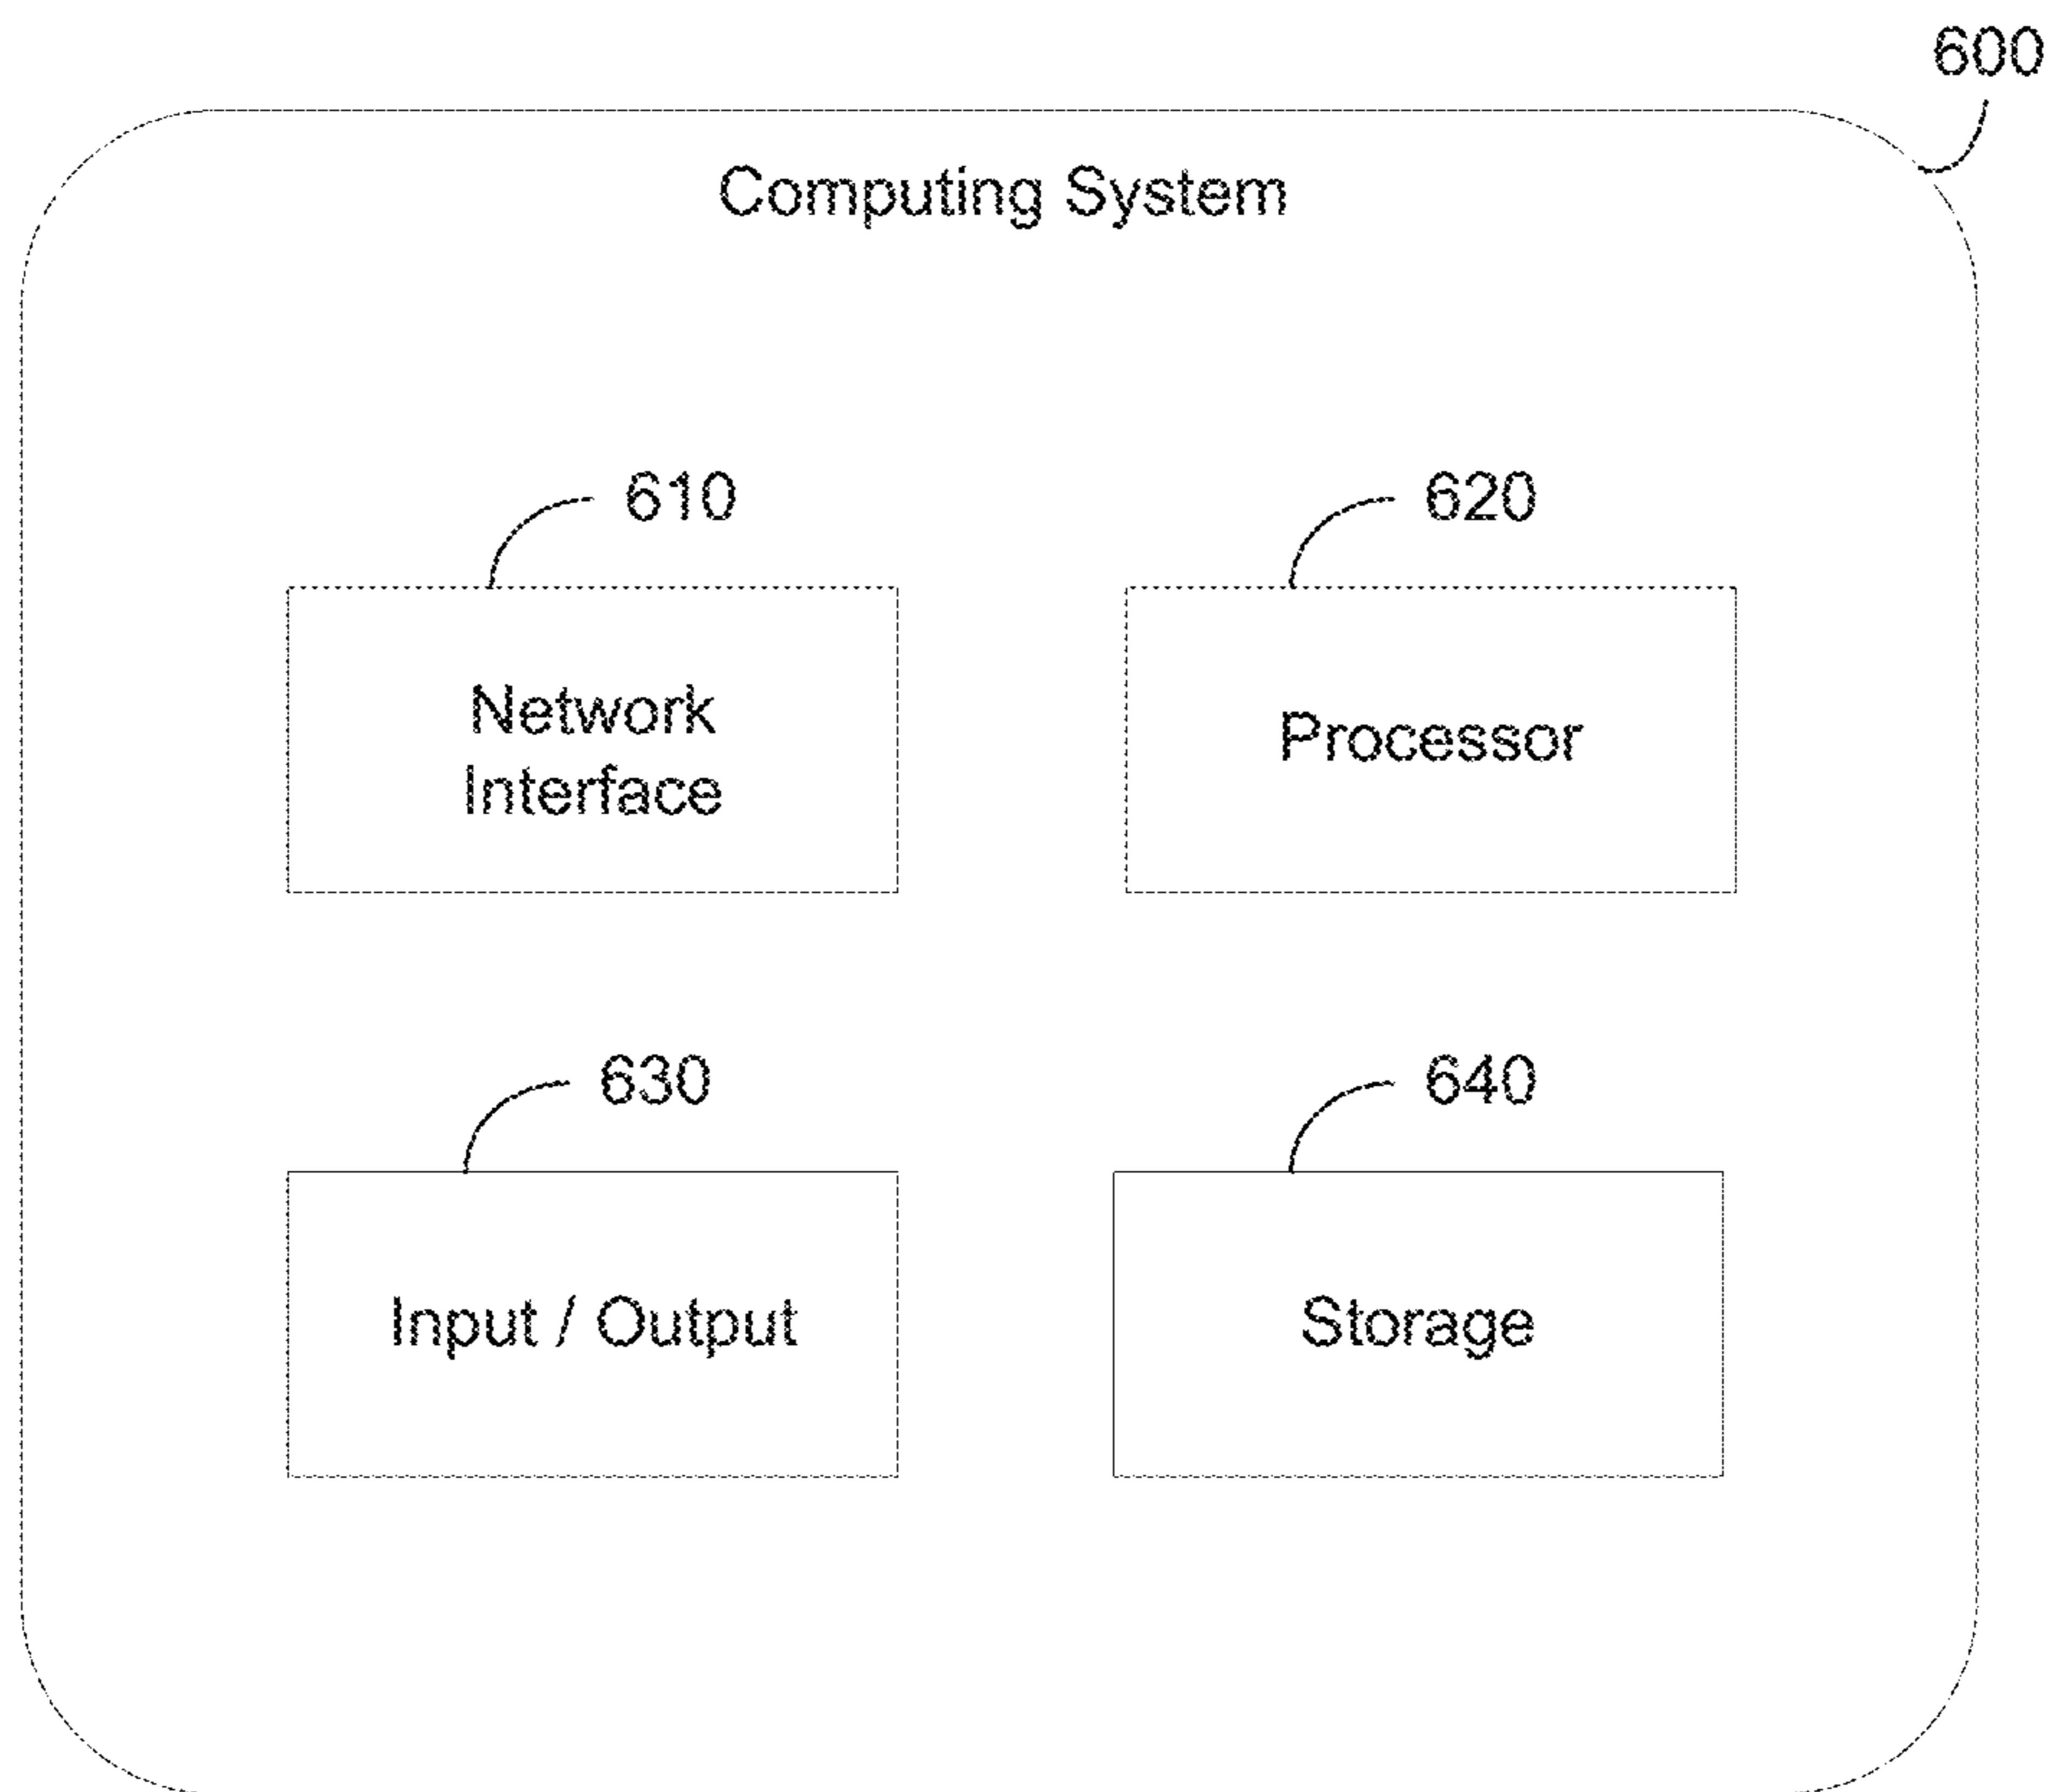 600
Computing System
610
620
Network
Interface
Processor
630
640
Input / Output
Storage